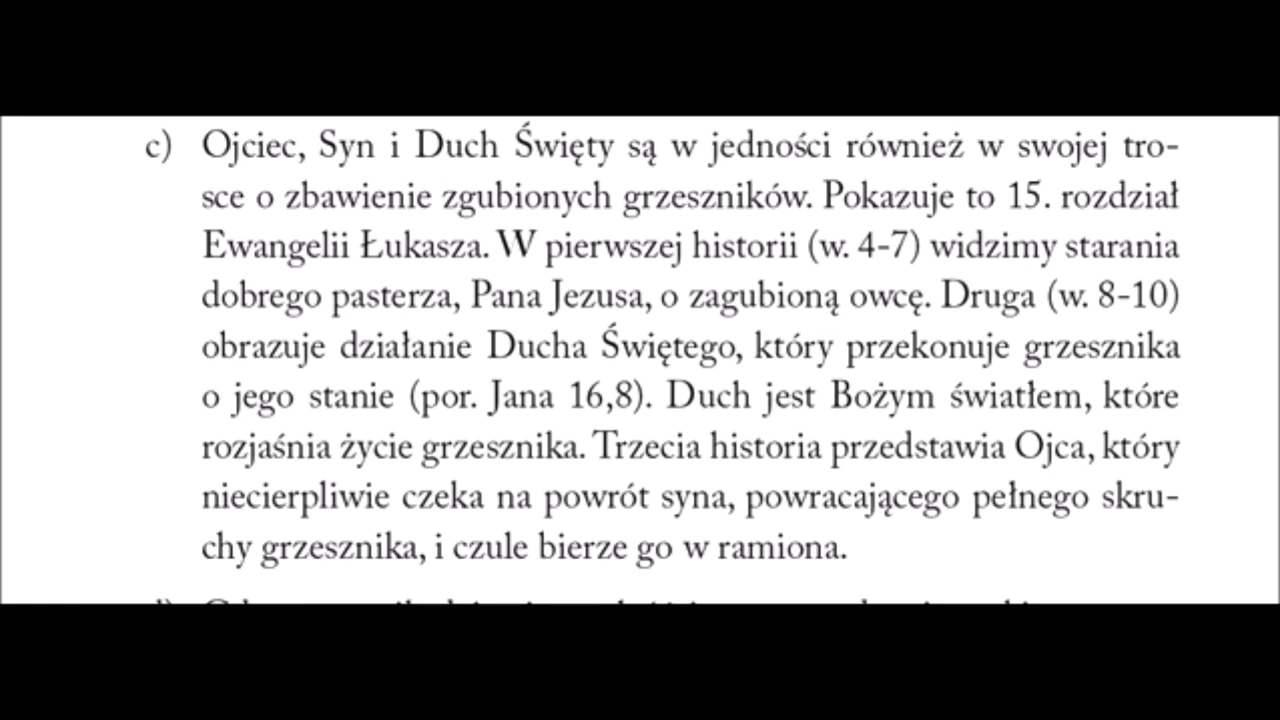 c) Ojciec, Syn i Duch Święty są w jedności również w swojej tro-
sce o zbawienie zgubionych grzeszników. Pokazuje to 15. rozdział
Ewangelii Łukasza. W pierwszej historii (w. 4-7) widzimy starania
dobrego pasterza, Pana Jezusa, o zagubioną owcę. Druga (w. 8-10)
obrazuje działanie Ducha Świętego, który przekonuje grzesznika
o jego stanie (por. Jana 16,8). Duch jest Bożym światłem, które
rozjaśnia życie grzesznika. Trzecia historia przedstawia Ojca, który
niecierpliwie czeka na powrót syna, powracającego pełnego skru-
chy grzesznika, i czule bierze go w ramiona.